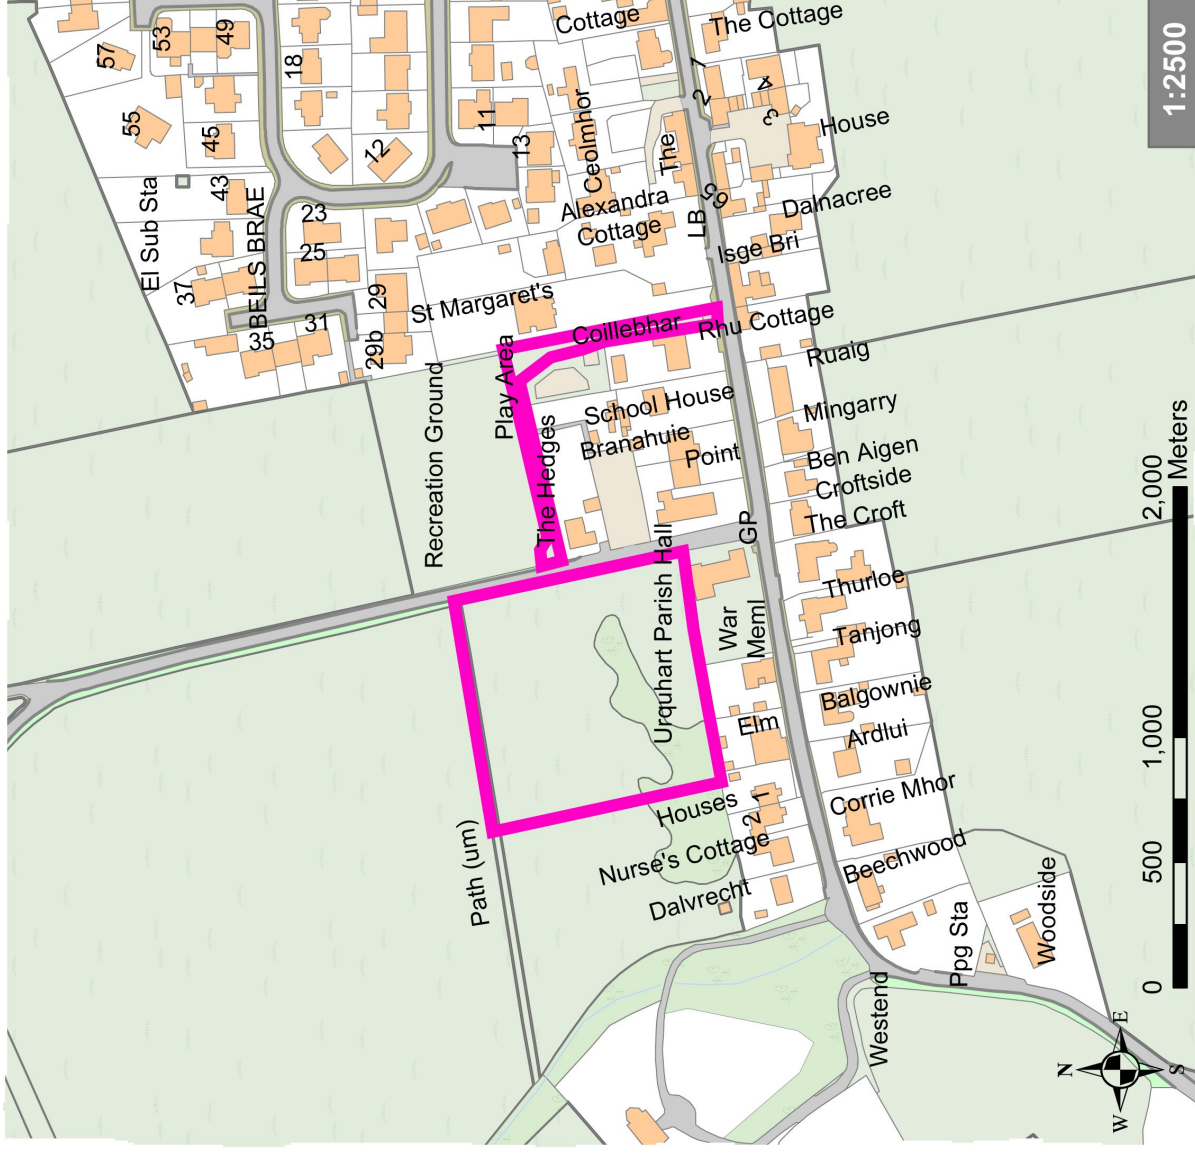 Cottage
The Cottage
1:2500
57
53
49
18
55
45
11
12
13
Ceolmhor
The
1
2
4
3
House
El Sub Sta
43
BEILS BRAE
23
25
Alexandra
Cottage
LB
65
Dalnacree
Isge Bri
37
35
31
29
29b
St Margaret's
Coillebhar
Rhu Cottage
Ruaig
Recreation Ground
Play Area
The Hedges
School House
Branahuie
Point
Mingarry
Ben Aigen
Croftside
The Croft
GP
Urquhart Parish Hall
War
Meml
Thurloe
Tanjong
Balgownie
Ardlui
Elm
Corrie Mhor
Houses
2 1
Nurse's Cottage
Dalvrecht
Beechwood
Path (um)
Westend
Ppg Sta
Woodside
0 500 1,000 2,000
Meters
N
E
S
W